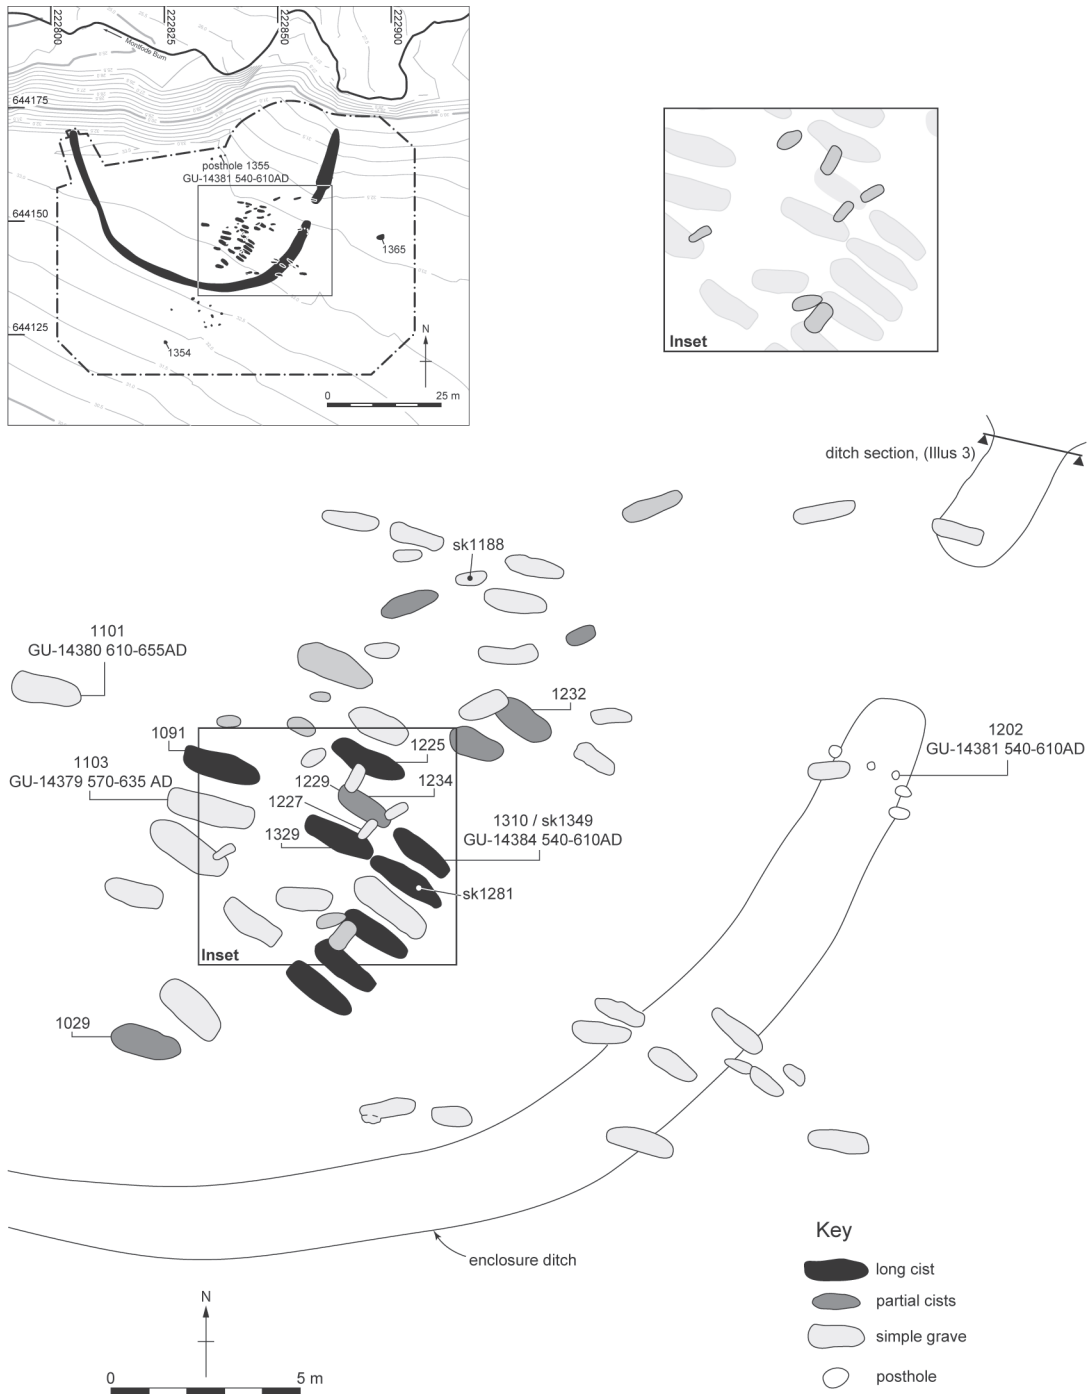 222800
222825
222850
222900
Montfode Burn
644175
posthole 1355
GU-14381 540-610AD
644150
1365
644125
1354
N
0
25 m
Inset
ditch section, (Illus 3)
sk1188
1101
GU-14380 610-655AD
1232
1091
1225
1202
GU-14381 540-610AD
1103
GU-14379 570-635 AD
1229
1234
1227
1310 / sk1349
GU-14384 540-610AD
1329
sk1281
Inset
1029
Key
enclosure ditch
long cist
partial cists
simple grave
posthole
N
0
5 m